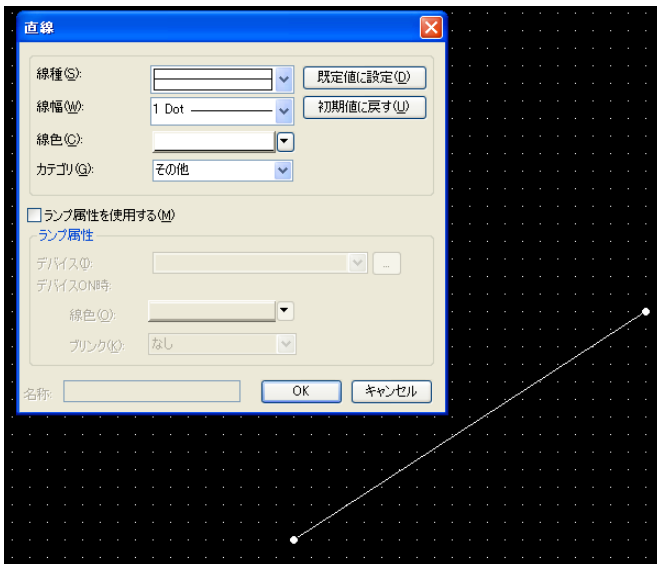 直線
線種(S):
既定値に設定(D)
線幅(W):
1 Dot
初期値に戻す(U)
線色(C):
カテゴリ(G):
その他
ランプ属性を使用する(M)
ランプ属性
デバイス(I):
...
デバイスON時:
線色(O):
ブリンク(K):
なし
名称:
OK
キャンセル